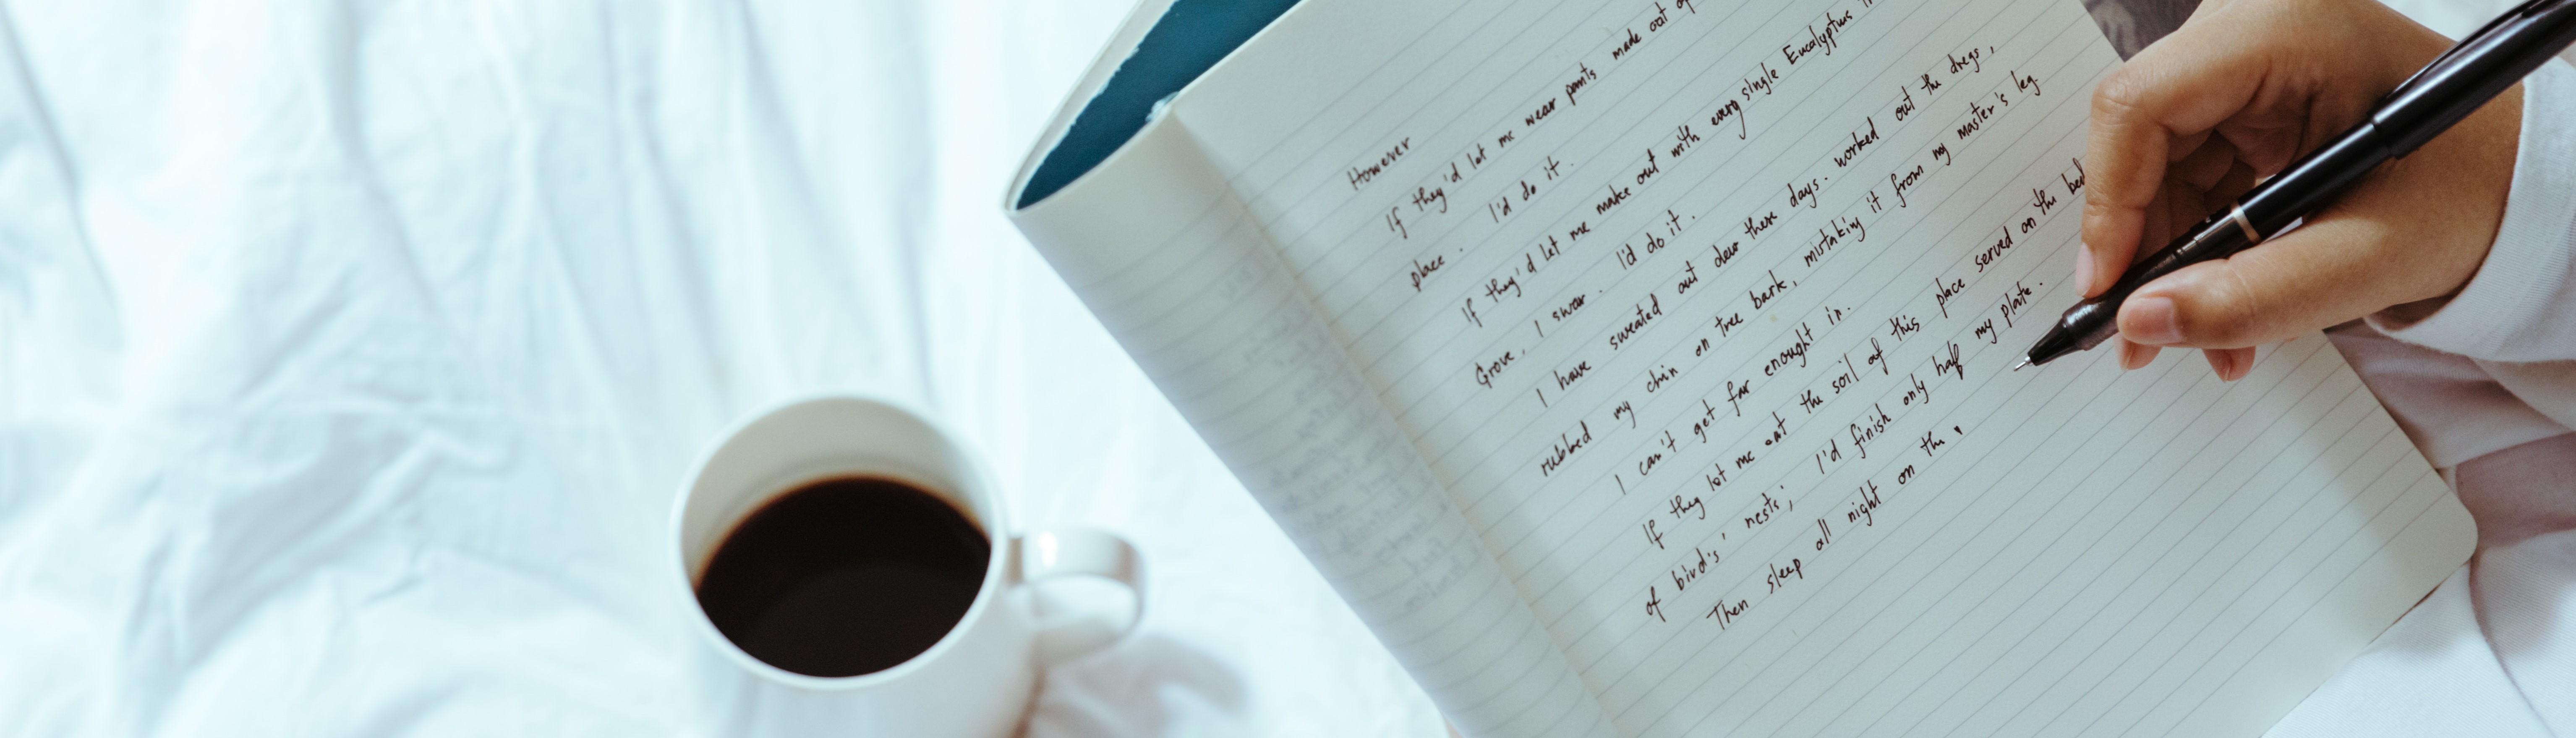 However
If they'd let me wear pants made out of
place. I'd do it.
If they'd let me make out with every single Eucalyptus
Grove, I swear. I'd do it.
I have sweated out dew these days. worked out the dregs,
rubbed my chin on tree bark, mistaking it from my master's leg
I can't get far enought in.
If they let me eat the soil of this place served on the bed
of bird's' nests; I'd finish only half my plate.
Then sleep all night on the